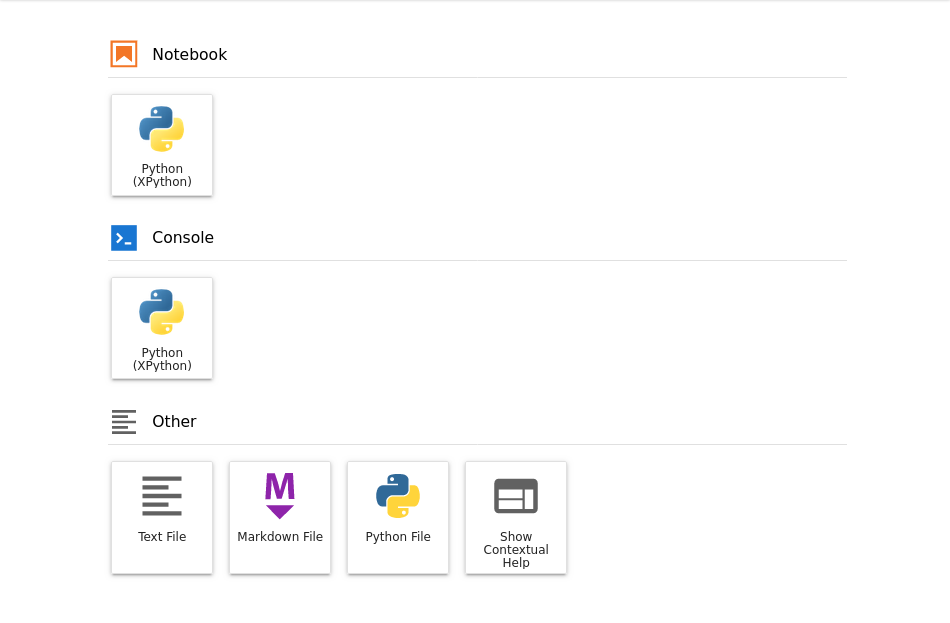 Notebook
Python
(XPython)
Console
Python
(XPython)
Other
Text File
Markdown File
Python File
Show
Contextual
Help